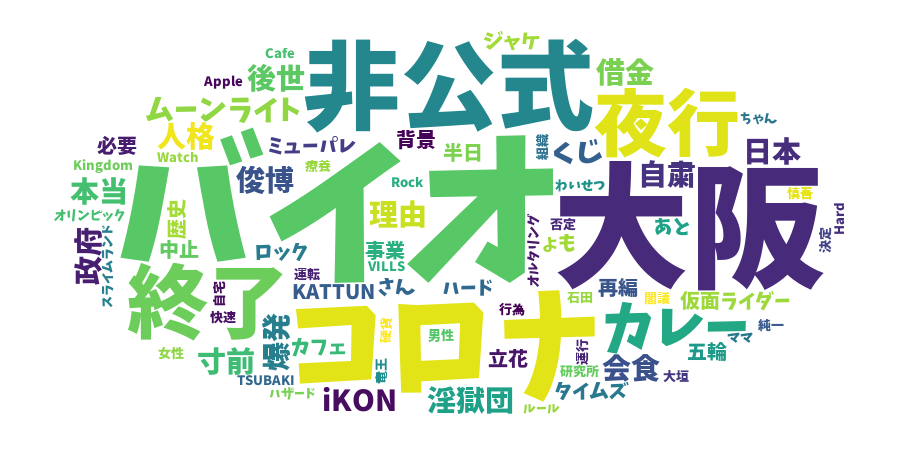 ジャケ
Cafe
非公式
Apple
後世
借金
ムーンライト
夜行
ちゃん
人格
必要
ミューパレ
背景
半日
組織
くじ
日本
Watch
Kingdom
療養
バイオ
俊博
Rock
わいせつ
自粛
大阪
慎吾
本当
オリンピック
歴史
理由
あと
Hard
政府
スライムランド
中止
ロック
事業
VILLS
オルタリング
否定
ょも
決定
終了
自宅
運転
KATTUN
さん
ハード
行為
石田
再編
閣議
仮面ライダー
快速
爆発
コロナ
硬貨
男性
運行
カレー
純一
ママ
女性
寸前
カフェ
竜王
立花
研究所
会食
五輪
大垣
TSUBAKI
ハザード
iKON
淫獄団
ルール
タイムズ